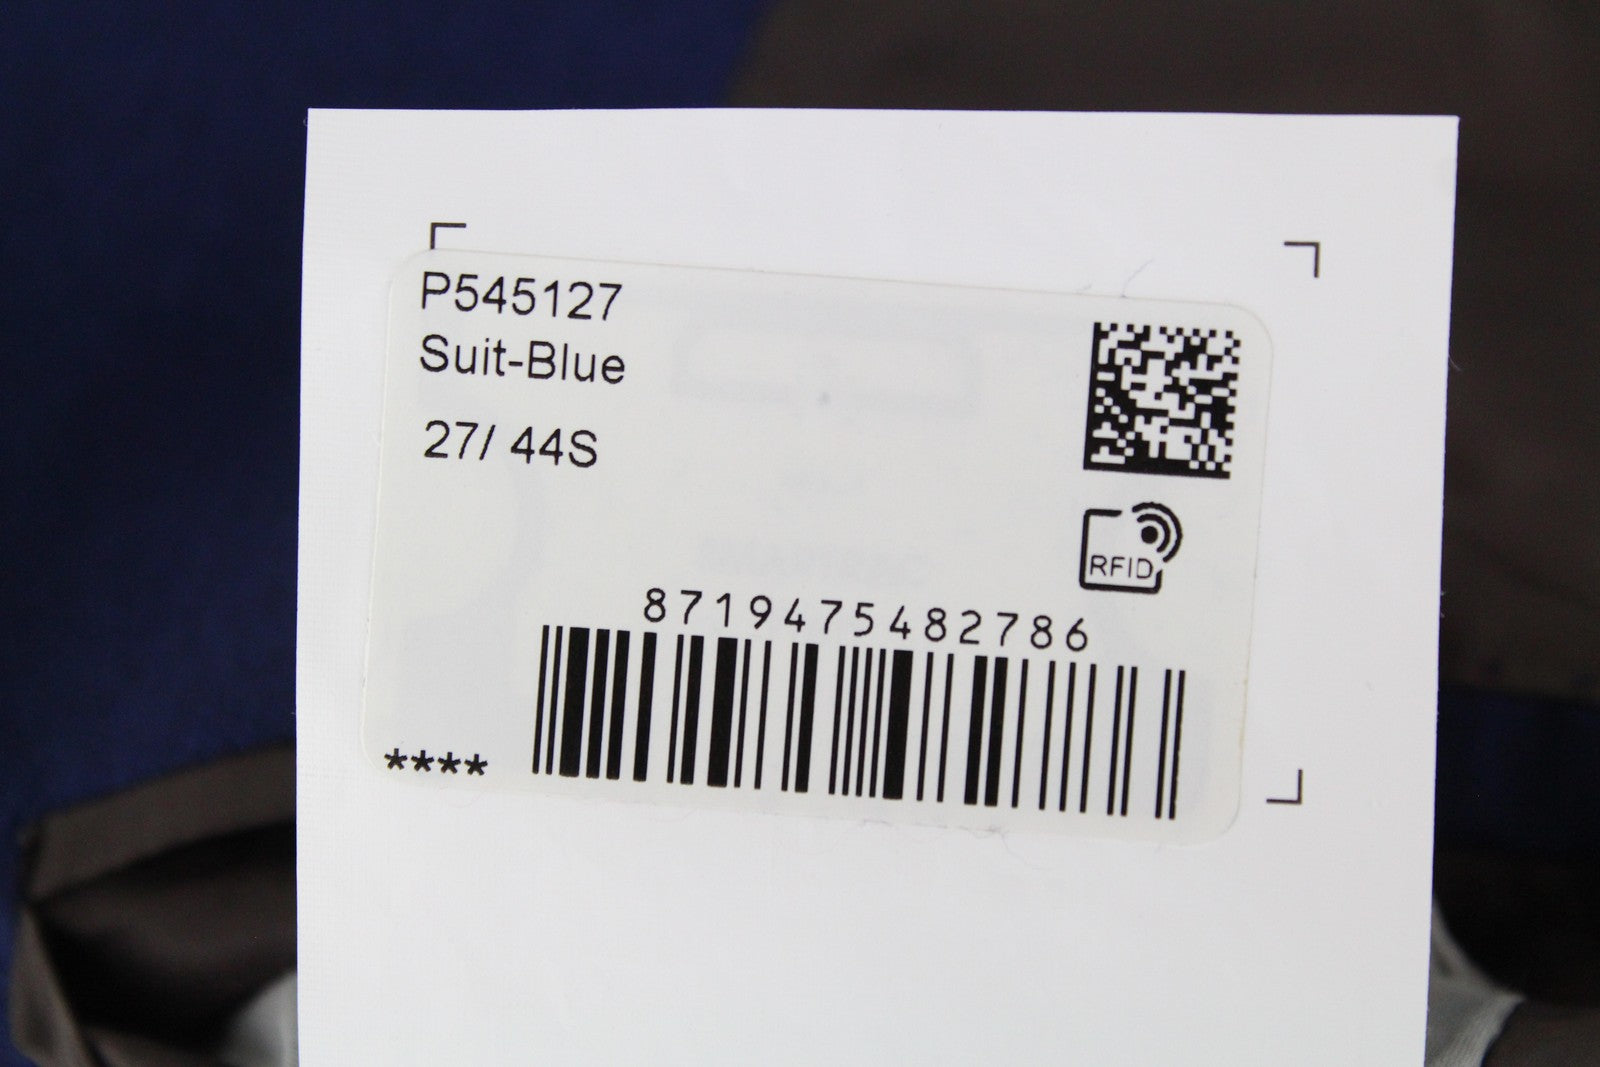 P545127
Suit-Blue
27/ 44S
RFID
8719475482786
****